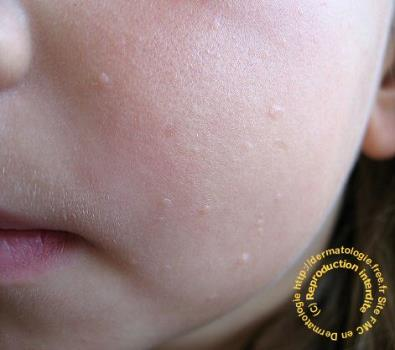 http://dermatologie.free.fr Site FMC en Dermatologie
(C) Reproduction interdite